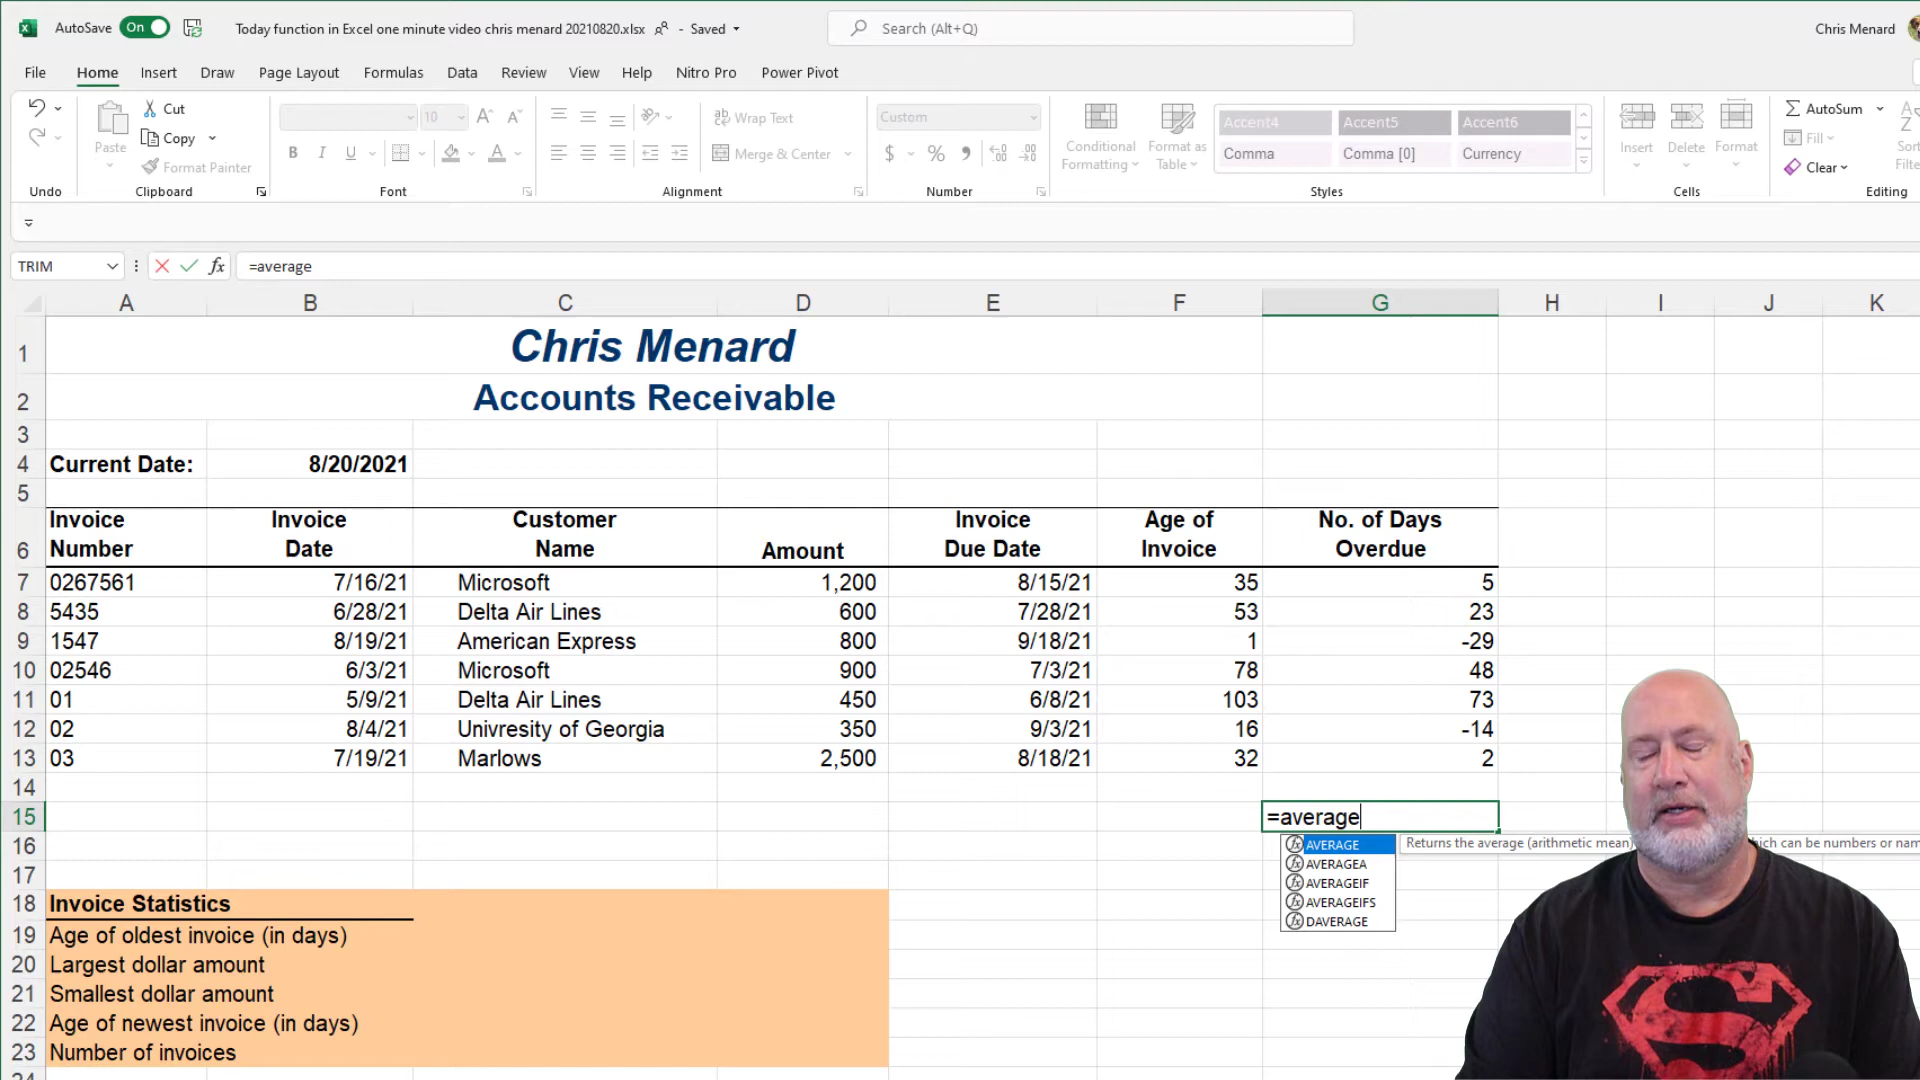 AutoSave On Today function in Excel one minute video chris menard 20210820.xlsx - Saved Search (Alt+Q) Chris Menard
File Home Insert Draw Page Layout Formulas Data Review View Help Nitro Pro Power Pivot
Undo
Paste
Cut
Copy
Format Painter
Clipboard
10
B I U A
Font
Wrap Text
Merge & Center
Alignment
Custom
$ %
Number
Conditional Formatting
Format as Table
Accent4 Accent5 Accent6
Comma Comma [0] Currency
Styles
Insert Delete Format
Cells
AutoSum
Fill
Clear
Editing
TRIM fx =average
A B C D E F G H I J K
1 Chris Menard
2 Accounts Receivable
3
4 Current Date: 8/20/2021
5
Invoice Invoice Customer Invoice Age of No. of Days
6 Number Date Name Amount Due Date Invoice Overdue
7 0267561 7/16/21 Microsoft 1,200 8/15/21 35 5
8 5435 6/28/21 Delta Air Lines 600 7/28/21 53 23
9 1547 8/19/21 American Express 800 9/18/21 1 -29
10 02546 6/3/21 Microsoft 900 7/3/21 78 48
11 01 5/9/21 Delta Air Lines 450 6/8/21 103 73
12 02 8/4/21 Univresity of Georgia 350 9/3/21 16 -14
13 03 7/19/21 Marlows 2,500 8/18/21 32 2
14
15 =average
16
17
AVERAGE Returns the average (arithmetic mean) can be numbers or
AVERAGEA
AVERAGEIF
AVERAGEIFS
DAVERAGE
18 Invoice Statistics
19 Age of oldest invoice (in days)
20 Largest dollar amount
21 Smallest dollar amount
22 Age of newest invoice (in days)
23 Number of invoices
S